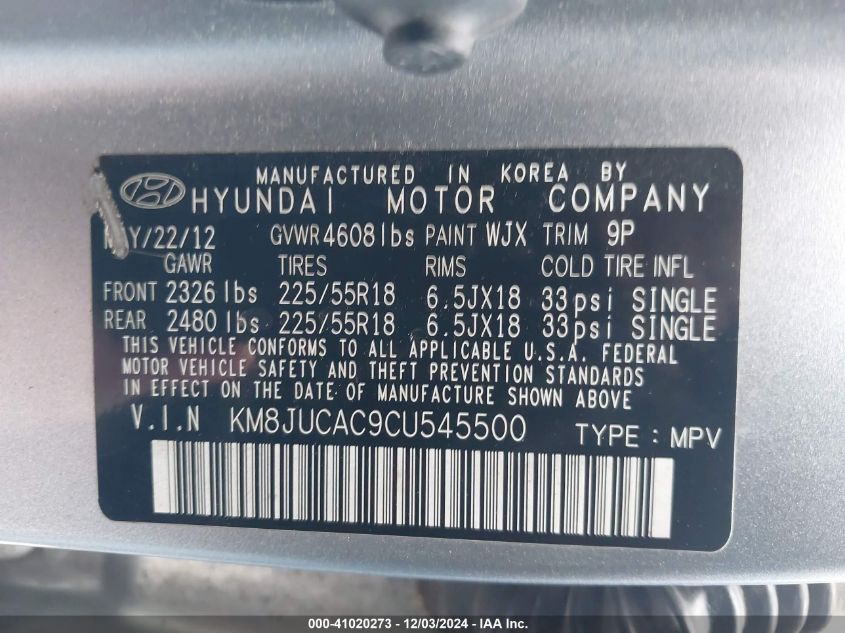 MANUFACTURED IN KOREA BY
HYUNDAI MOTOR COMPANY
MAY/22/12 GVWR 4608 lbs PAINT WJX TRIM 9P
GAWR TIRES RIMS COLD TIRE INFL
FRONT 2326 lbs 225/55R18 6.5JX18 33psi SINGLE
REAR 2480 lbs 225/55R18 6.5JX18 33psi SINGLE
THIS VEHICLE CONFORMS TO ALL APPLICABLE U.S.A. FEDERAL
MOTOR VEHICLE SAFETY AND THEFT PREVENTION STANDARDS
IN EFFECT ON THE DATE OF MANUFACTURE SHOWN ABOVE
V.I.N KM8JUCAC9CU545500 TYPE : MPV
000-41020273 - 12/03/2024 - IAA Inc.